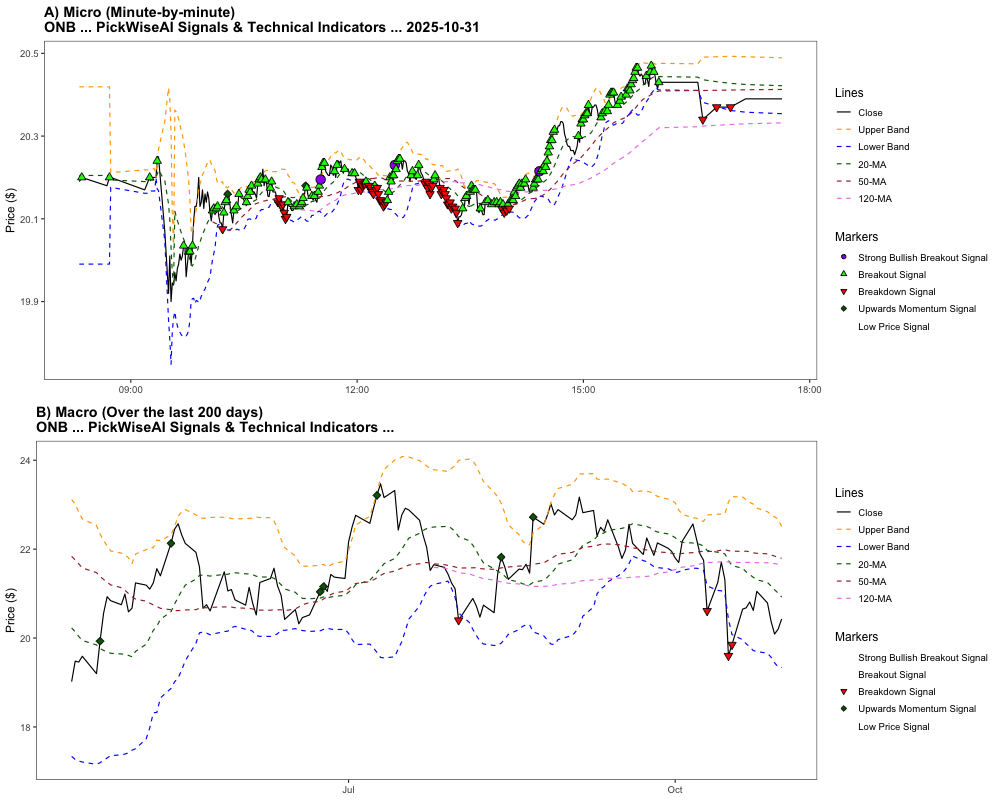 A) Micro (Minute-by-minute)
ONB ... PickWiseAI Signals & Technical Indicators ... 2025-10-31
Price ($)
20.5
20.3
20.1
19.9
09:00
12:00
15:00
18:00
Lines
Close
Upper Band
Lower Band
20-MA
50-MA
120-MA
Markers
Strong Bullish Breakout Signal
Breakout Signal
Breakdown Signal
Upwards Momentum Signal
Low Price Signal
B) Macro (Over the last 200 days)
ONB ... PickWiseAI Signals & Technical Indicators ...
Price ($)
24
22
20
18
Jul
Oct
Lines
Close
Upper Band
Lower Band
20-MA
50-MA
120-MA
Markers
Strong Bullish Breakout Signal
Breakout Signal
Breakdown Signal
Upwards Momentum Signal
Low Price Signal